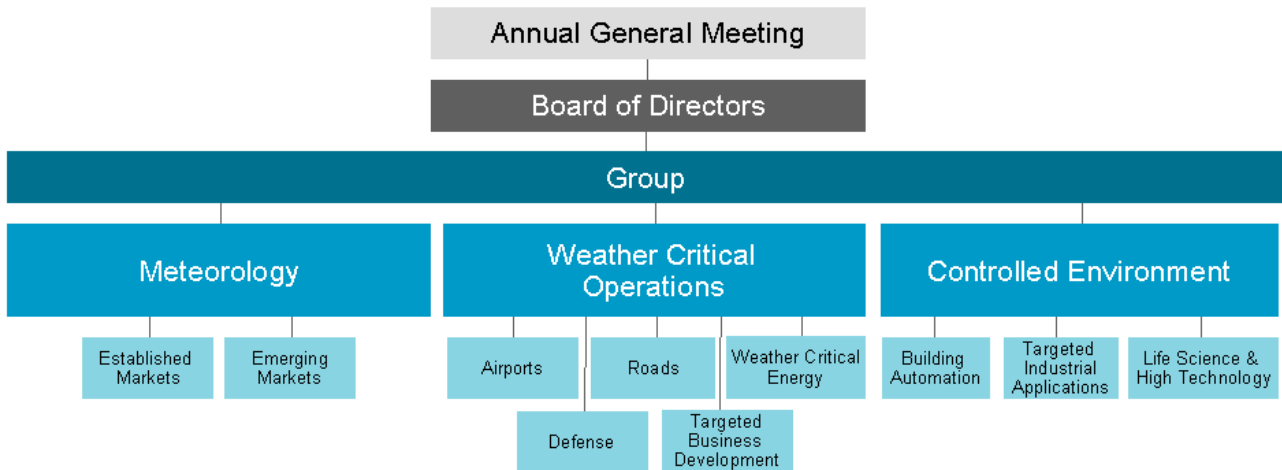 Annual General Meeting
Board of Directors
Group
Meteorology
Weather Critical
Operations
Controlled Environment
Established
Markets
Emerging
Markets
Airports
Roads
Weather Critical
Energy
Building
Automation
Targeted
Industrial
Applications
Life Science &
High Technology
Defense
Targeted
Business
Development